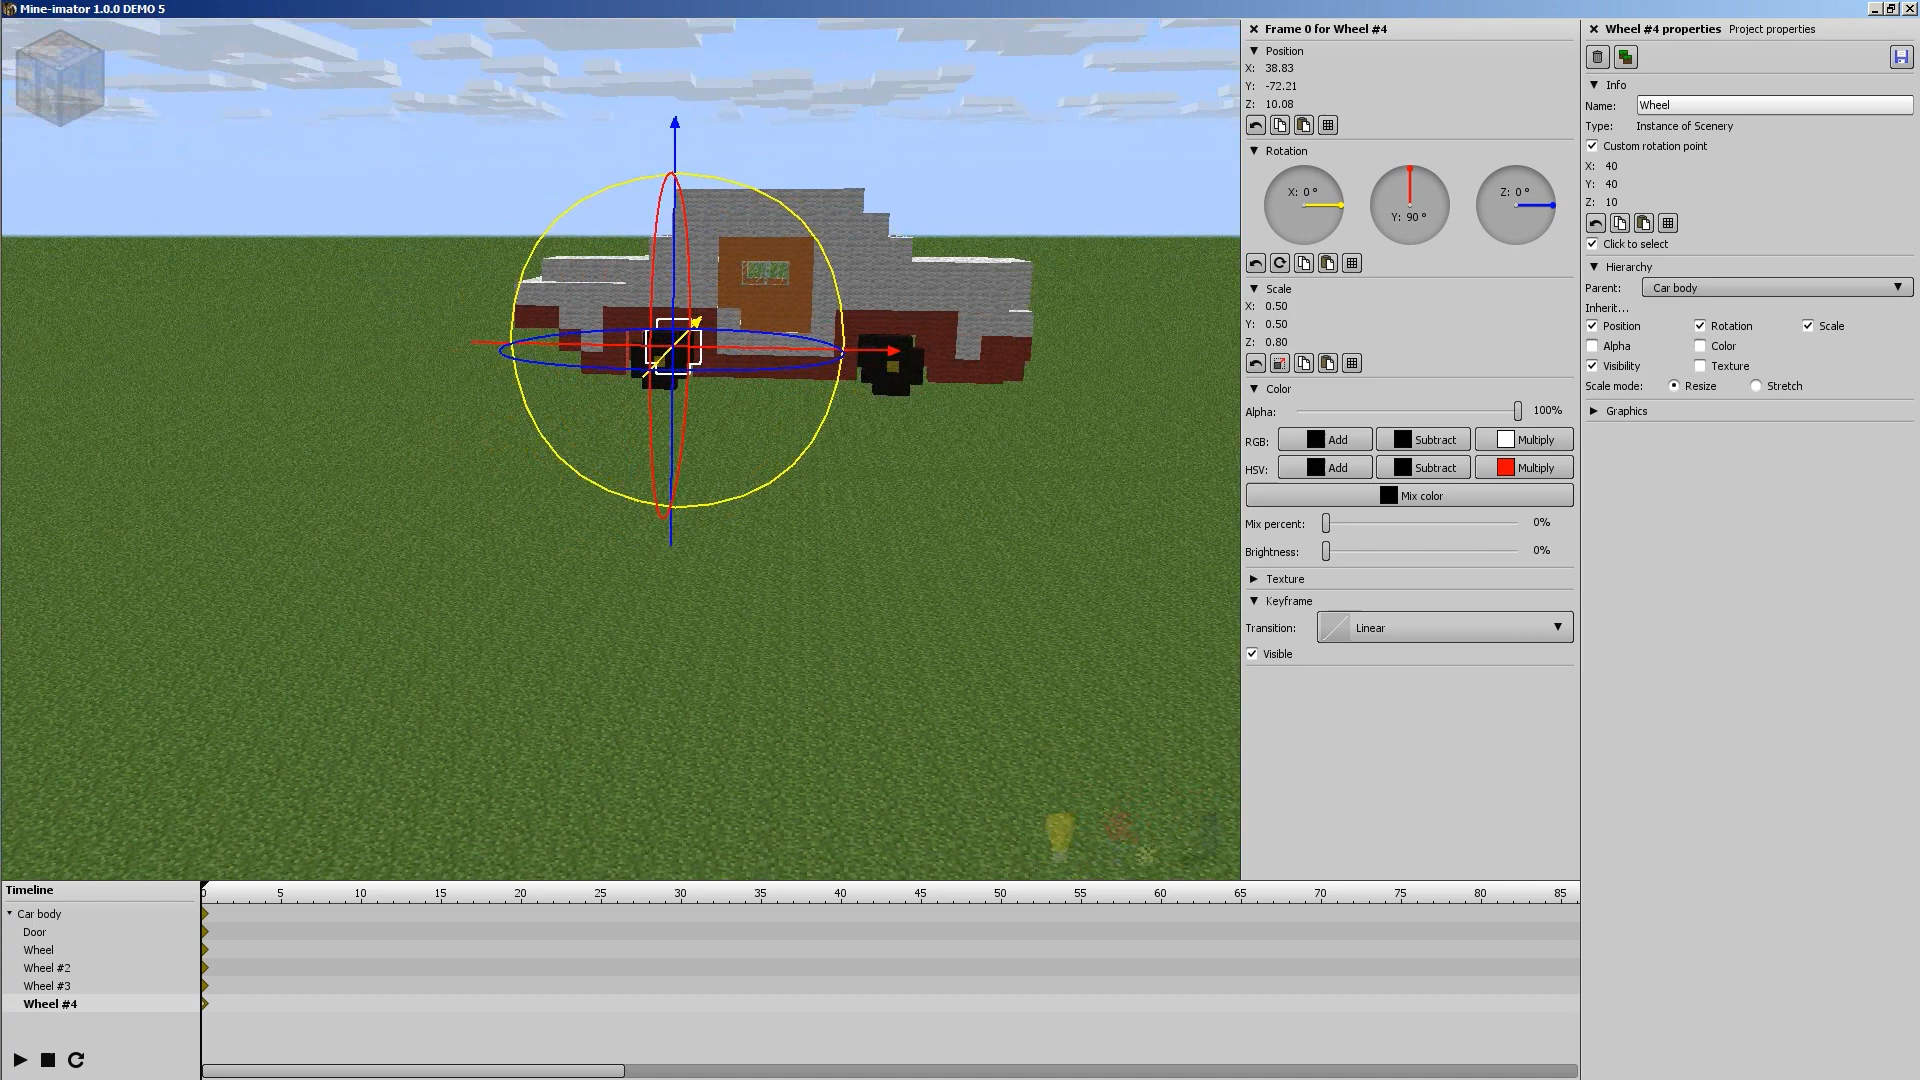 Mine-imator 1.0.0 DEMO 5
Frame 0 for Wheel #4
Position
X: 38.83
Y: -72.21
Z: 10.08
Rotation
X: 0 °
Y: 90 °
Z: 0 °
Scale
X: 0.50
Y: 0.50
Z: 0.80
Color
Alpha: 100%
RGB: Add Subtract Multiply
HSV: Add Subtract Multiply
Mix color
Mix percent: 0%
Brightness: 0%
Texture
Keyframe
Transition: Linear
Visible
Wheel #4 properties Project properties
Info
Name: Wheel
Type: Instance of Scenery
Custom rotation point
X: 40
Y: 40
Z: 10
Click to select
Hierarchy
Parent: Car body
Inherit...
Position Rotation Scale
Alpha Color
Visibility Texture
Scale mode: Resize Stretch
Graphics
Timeline
0 5 10 15 20 25 30 35 40 45 50 55 60 65 70 75 80 85
Car body
Door
Wheel
Wheel #2
Wheel #3
Wheel #4